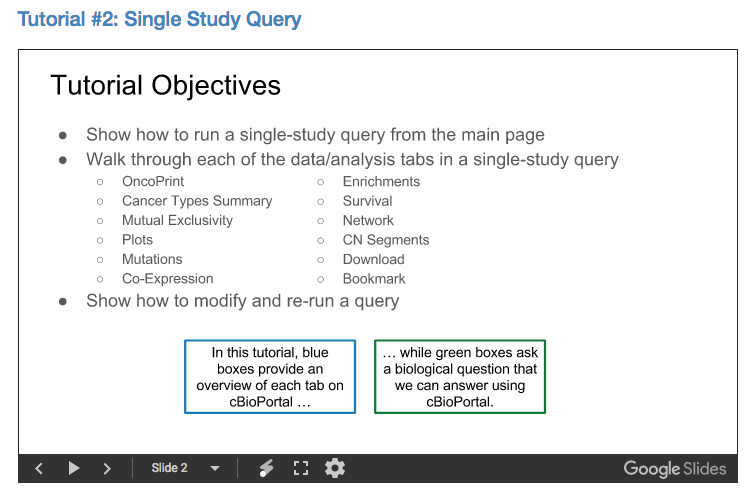 Tutorial #2: Single Study Query
Tutorial Objectives
● Show how to run a single-study query from the main page
● Walk through each of the data/analysis tabs in a single-study query
○ OncoPrint
○ Cancer Types Summary
○ Mutual Exclusivity
○ Plots
○ Mutations
○ Co-Expression
○ Enrichments
○ Survival
○ Network
○ CN Segments
○ Download
○ Bookmark
● Show how to modify and re-run a query
In this tutorial, blue
boxes provide an
overview of each tab on
cBioPortal ...
... while green boxes ask
a biological question that
we can answer using
cBioPortal.
Slide 2
Google Slides